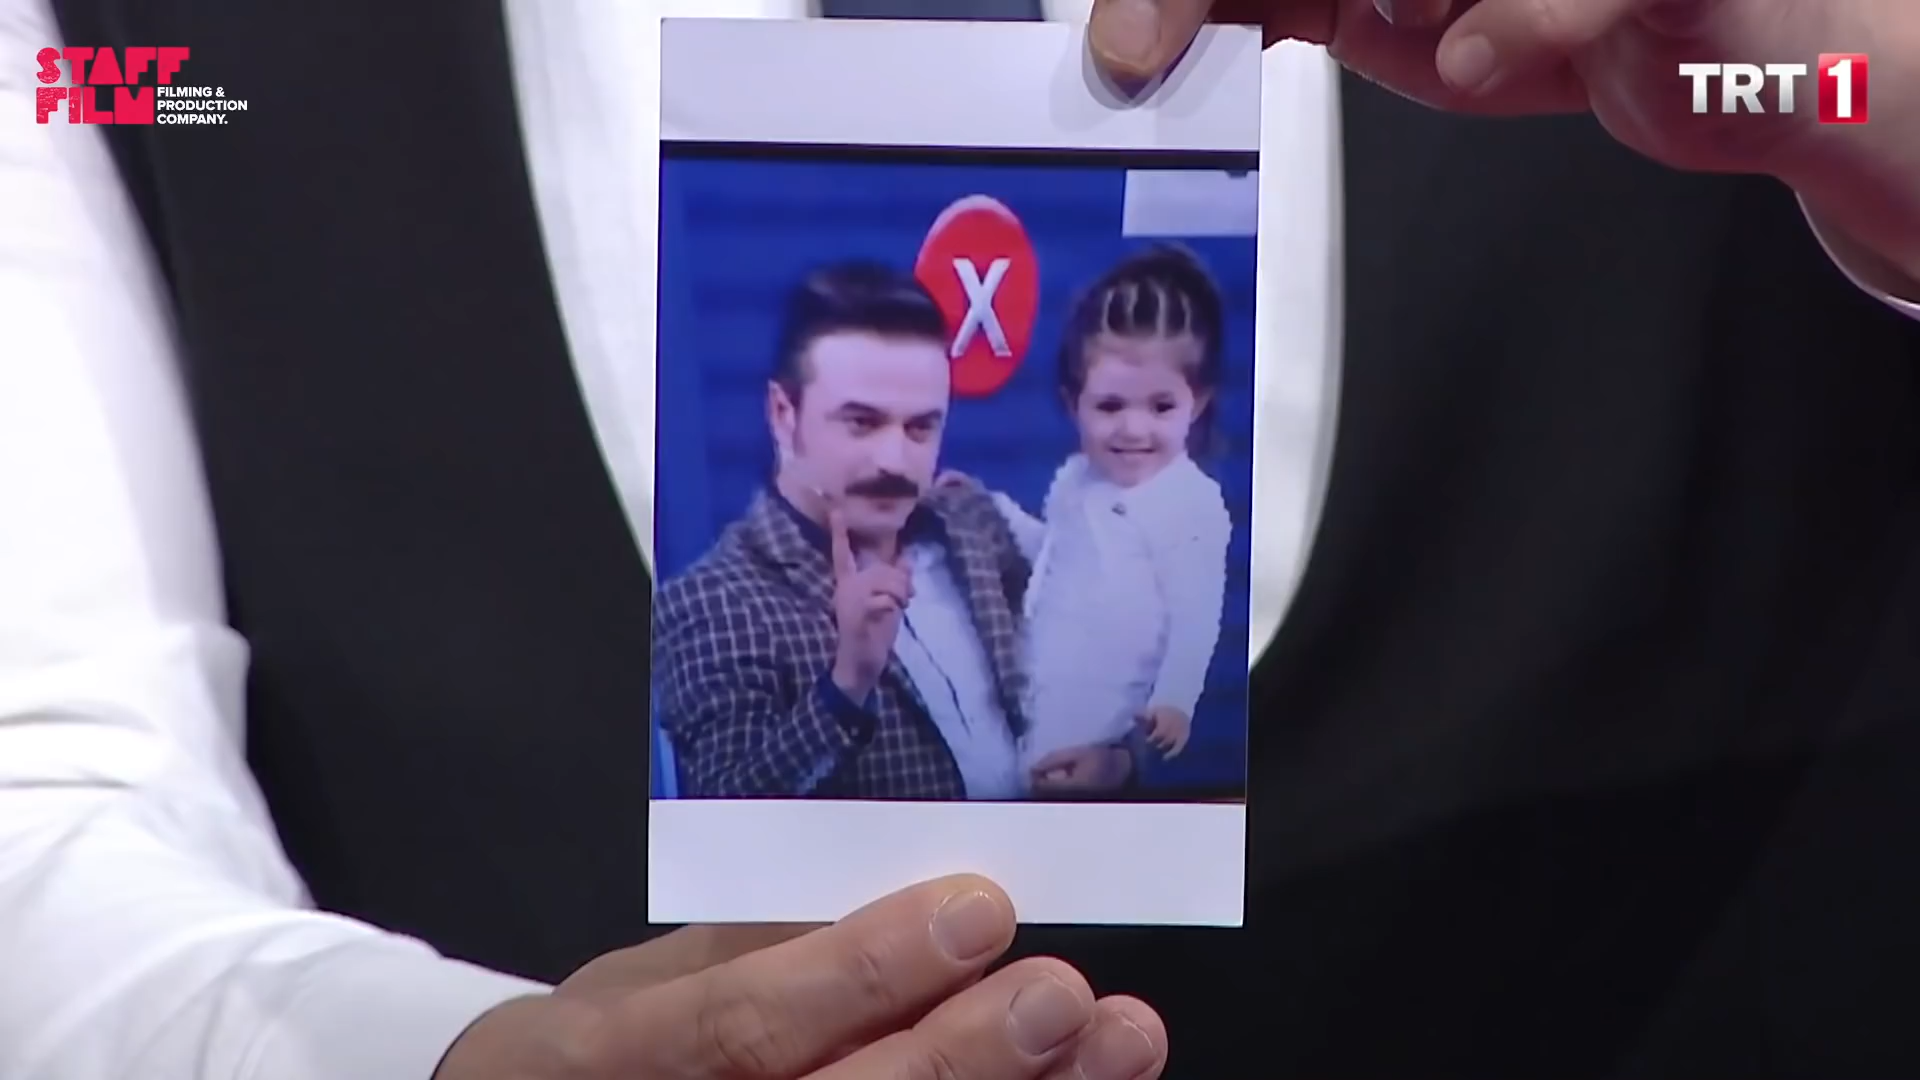 STAFF
FILM
FILMING &
PRODUCTION
COMPANY.
TRT 1
X